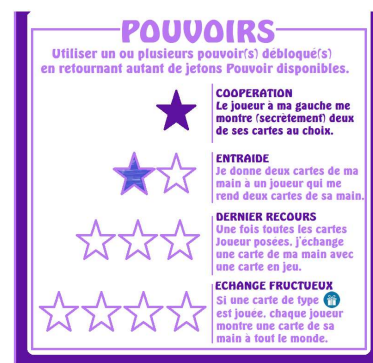 POUVOIRS
Utiliser un ou plusieurs pouvoir(s) débloqué(s)
en retournant autant de jetons Pouvoir disponibles.
COOPERATION
Le joueur à ma gauche me
montre (secrètement) deux
de ses cartes au choix.
ENTRAIDE
Je donne deux cartes de ma
main à un joueur qui me
rend deux cartes de sa main.
DERNIER RECOURS
Une fois toutes les cartes
Joueur posées, j'échange
une carte de ma main avec
une carte en jeu.
ECHANGE FRUCTUEUX
Si une carte de type
est jouée, chaque joueur
montre une carte de sa
main à tout le monde.